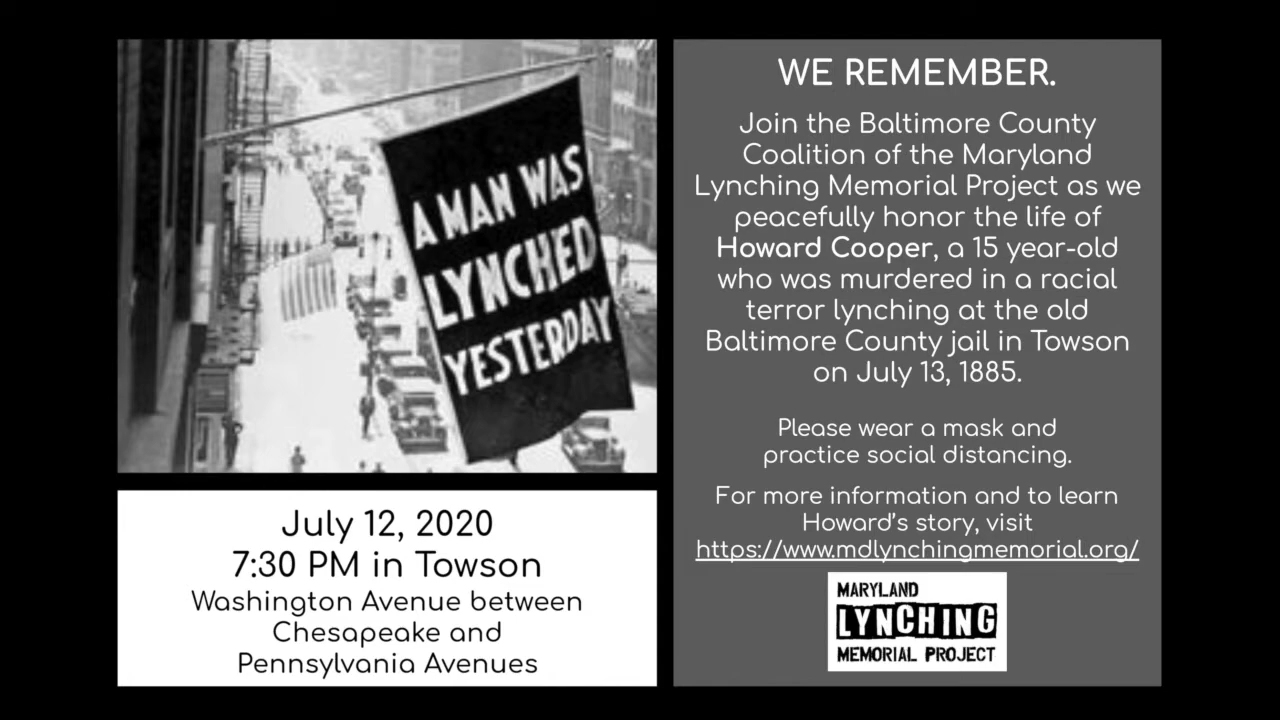 A MAN WAS
LYNCHED
YESTERDAY
July 12, 2020
7:30 PM in Towson
Washington Avenue between
Chesapeake and
Pennsylvania Avenues
WE REMEMBER.
Join the Baltimore County
Coalition of the Maryland
Lynching Memorial Project as we
peacefully honor the life of
Howard Cooper, a 15 year-old
who was murdered in a racial
terror lynching at the old
Baltimore County jail in Towson
on July 13, 1885.
Please wear a mask and
practice social distancing.
For more information and to learn
Howard's story, visit
https://www.mdlynchingmemorial.org/
MARYLAND
LYNCHING
MEMORIAL PROJECT